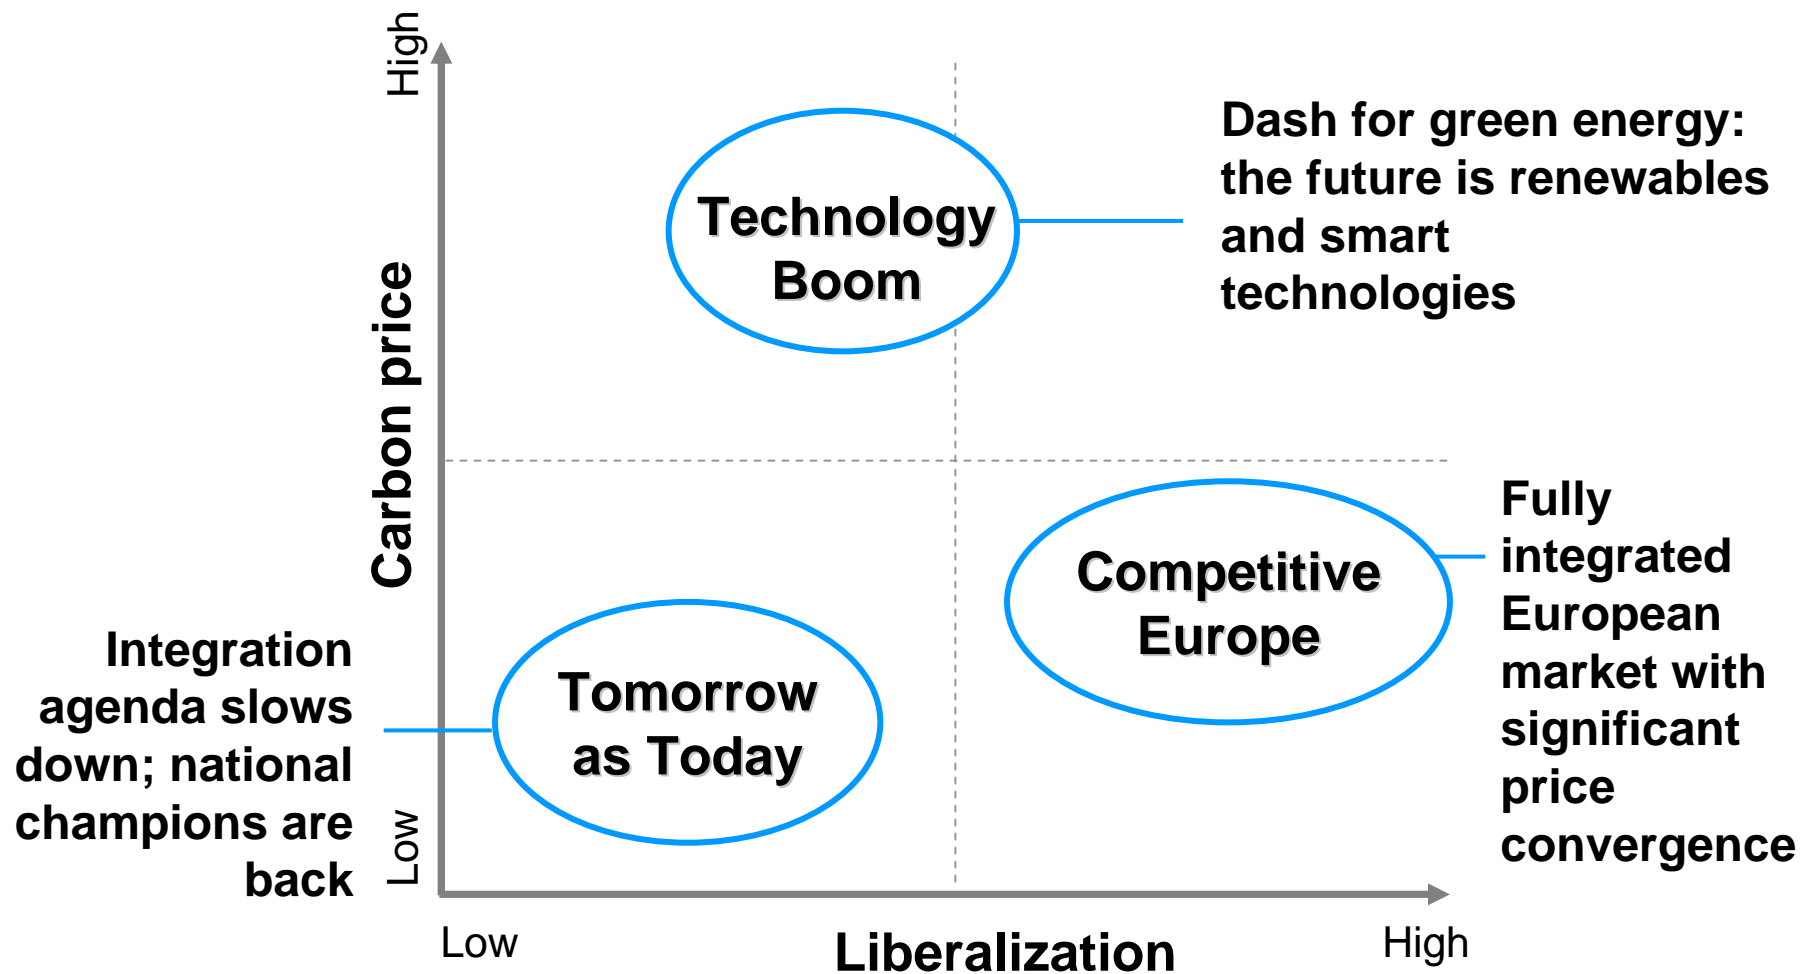 High
Carbon price
Low
Technology
Boom
Dash for green energy:
the future is renewables
and smart
technologies
Competitive
Europe
Fully
integrated
European
market with
significant
price
convergence
Tomorrow
as Today
Integration
agenda slows
down; national
champions are
back
Low
Liberalization
High